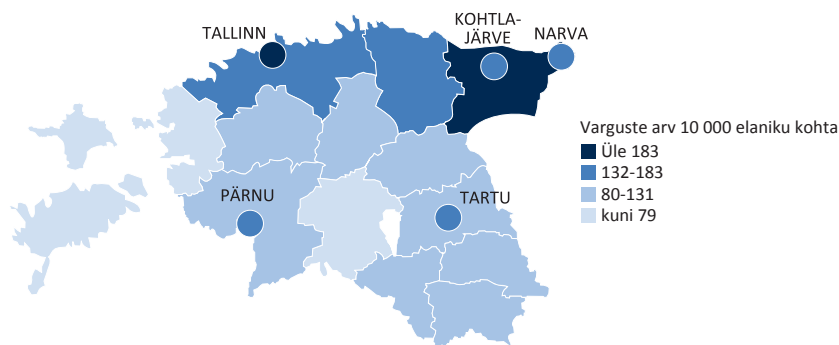 TALLINN
KOHTLA-
JÄRVE
NARVA
PÄRNU
TARTU
Varguste arv 10 000 elaniku kohta
Üle 183
132-183
80-131
kuni 79